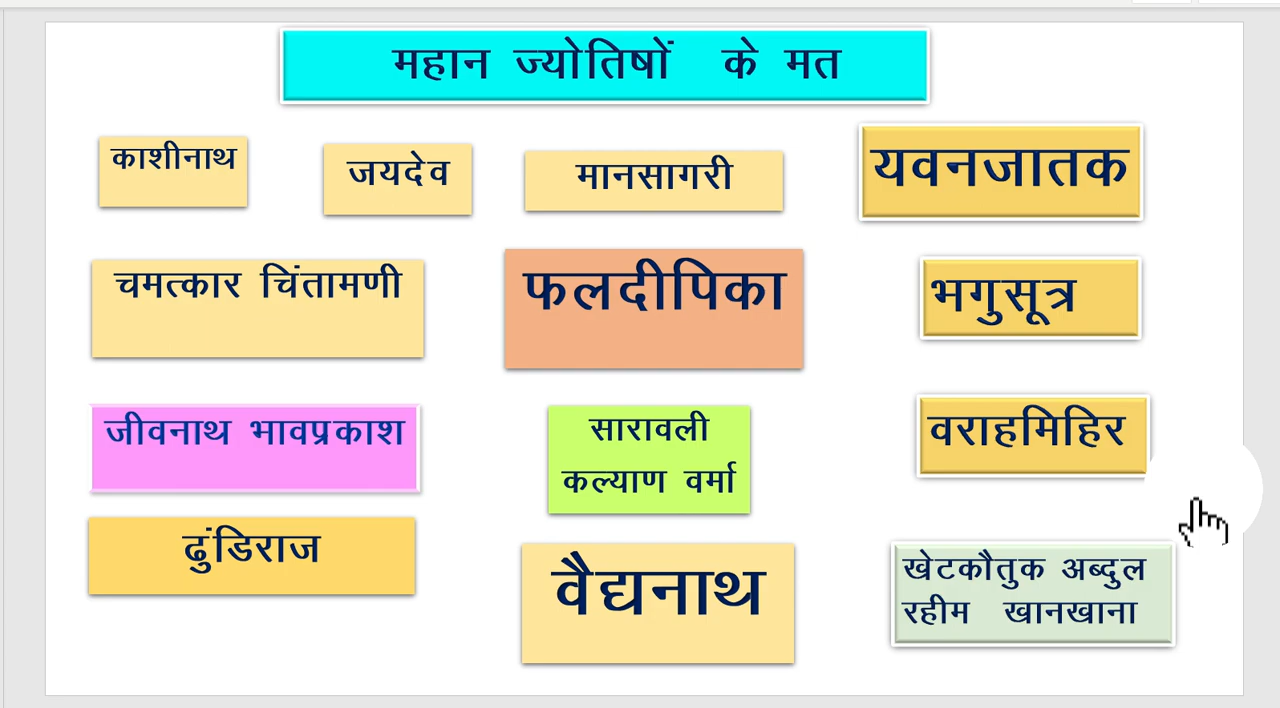 महान ज्योतिषों के मत
काशीनाथ
जयदेव
मानसागरी
यवनजातक
चमत्कार चिंतामणी
फलदीपिका
भगुसूत्र
जीवनाथ भावप्रकाश
सारावली
कल्याण वर्मा
वराहमिहिर
ढुंडिराज
वैद्यनाथ
खेटकौतुक अब्दुल
रहीम खानखाना